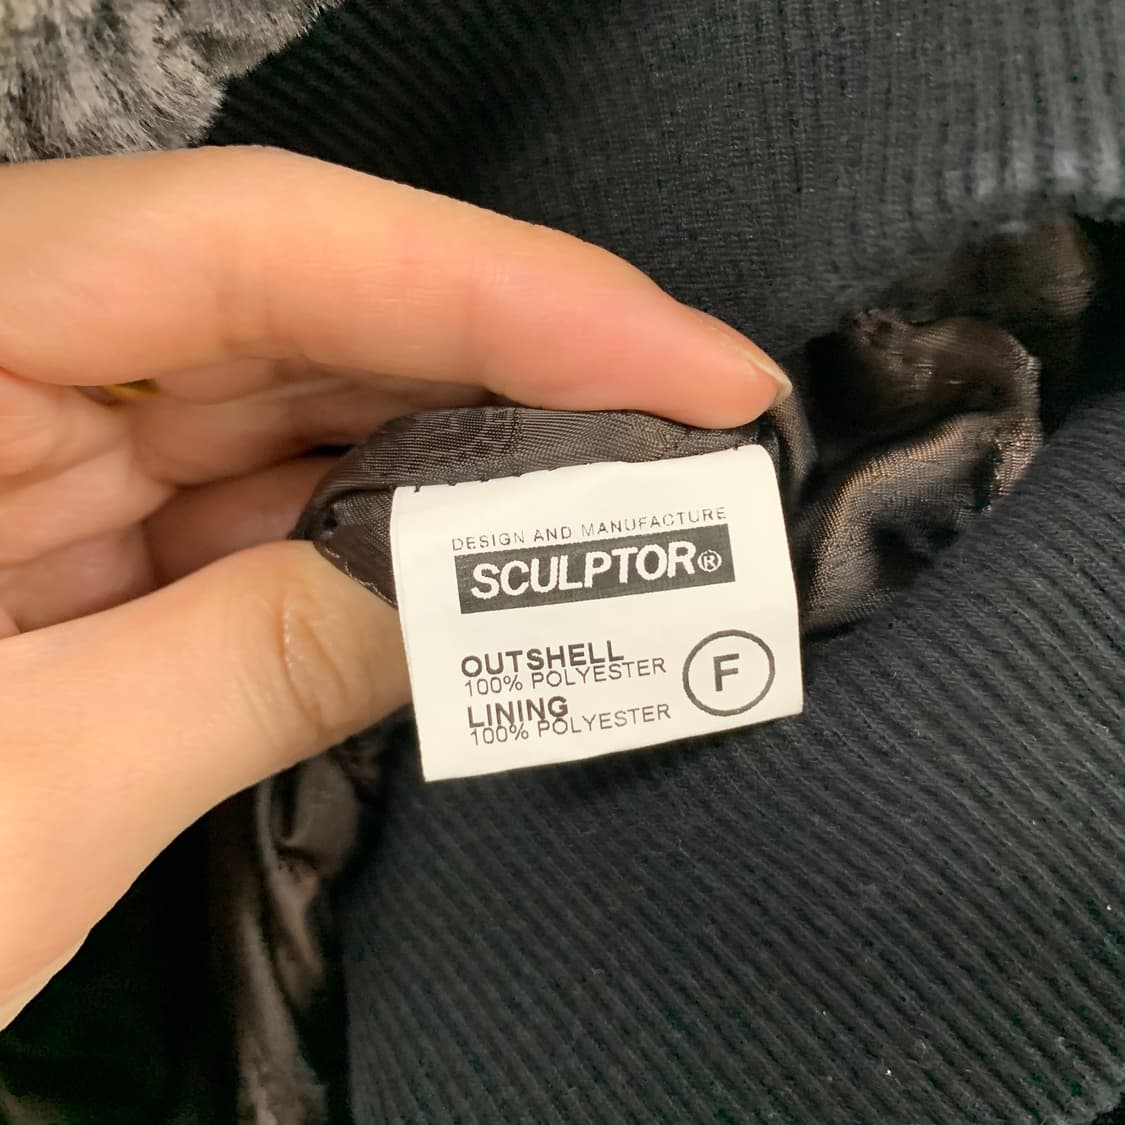 DESIGN AND MANUFACTURE
SCULPTOR®
OUTSHELL
100% POLYESTER
LINING
100% POLYESTER
F